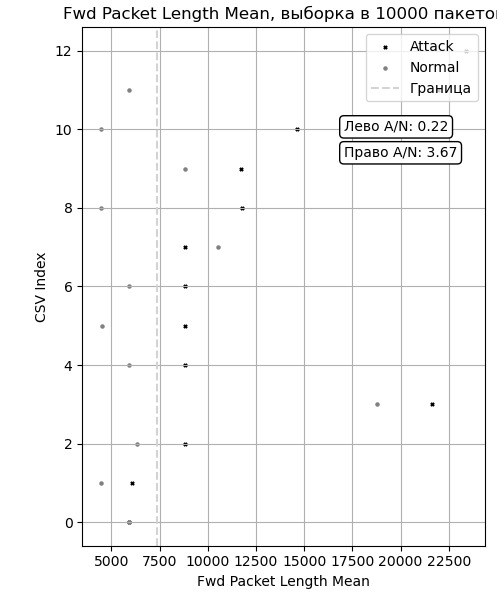 Fwd Packet Length Mean, выборка в 10000 пакето
12
Attack
Normal
Граница
10
Лево A/N: 0.22
Право A/N: 3.67
8
CSV Index
6
4
2
0
5000 7500 10000 12500 15000 17500 20000 22500
Fwd Packet Length Mean